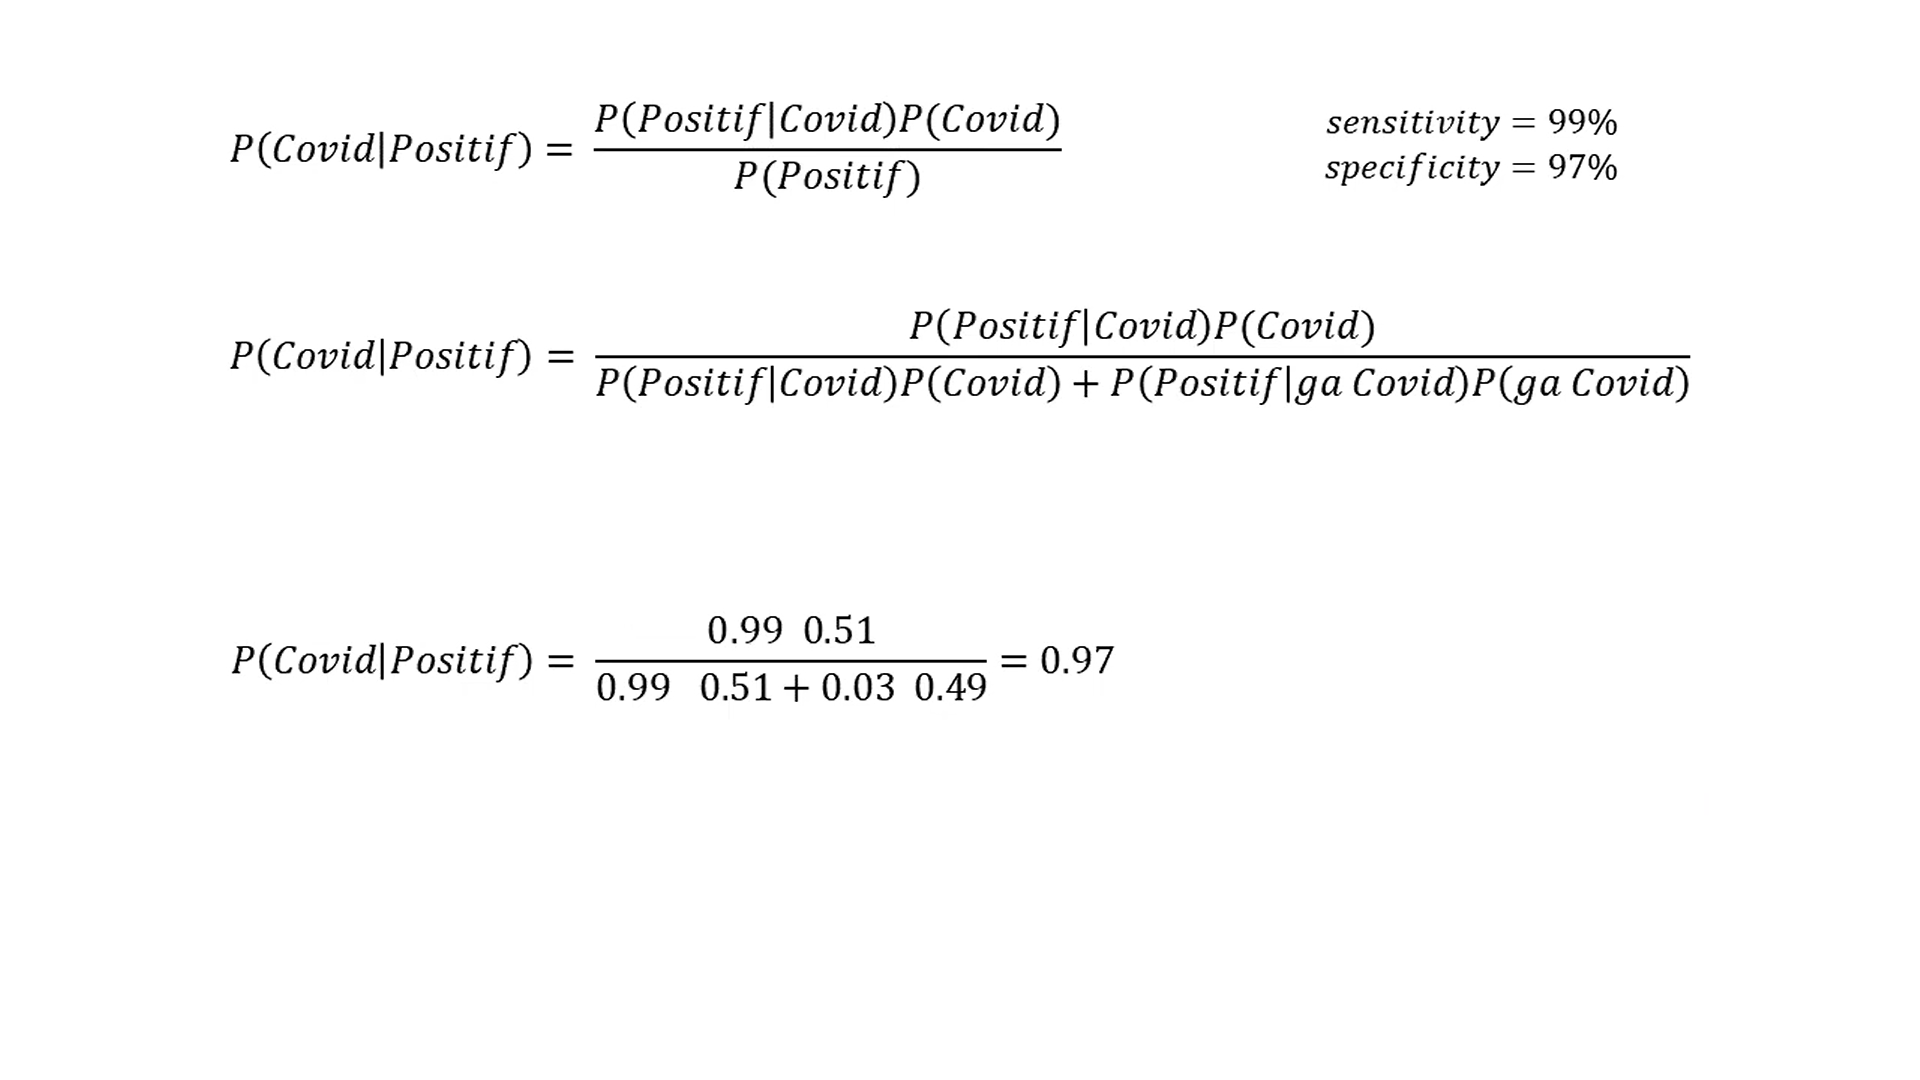 P(Covid|Positif) = P(Positif|Covid)P(Covid) / P(Positif)
sensitivity = 99%
specificity = 97%
P(Covid|Positif) = P(Positif|Covid)P(Covid) / P(Positif|Covid)P(Covid) + P(Positif|ga Covid)P(ga Covid)
P(Covid|Positif) = 0.99 0.51 / 0.99 0.51 + 0.03 0.49 = 0.97